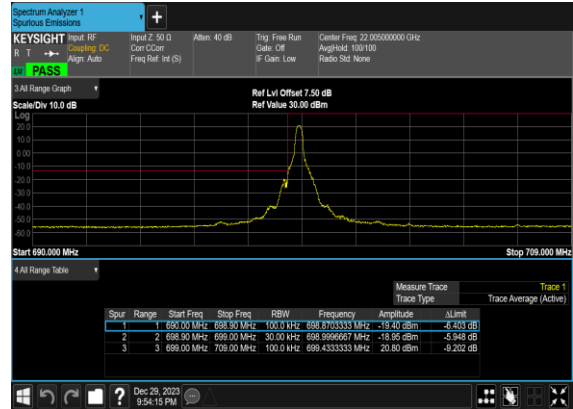 Spectrum Analyzer 1
Spurious Emissions
KEYSIGHT Input: RF Input Z: 50 Ω Atten: 40 dB Trig: Free Run Center Freq: 22.005000000 GHz
R T Coupling: DC Corr CCorr Gate: Off Avg|Hold: 100/100
Align: Auto Freq Ref: Int (S) IF Gain: Low Radio Std: None
PASS
3 All Range Graph
Ref Lvl Offset 7.50 dB
Scale/Div 10.0 dB Ref Value 30.00 dBm
Log
20.0
10.0
0.00
-10.0
-20.0
-30.0
-40.0
-50.0
-60.0
Start 690.000 MHz Stop 709.000 MHz
4 All Range Table
Measure Trace Trace 1
Trace Type Trace Average (Active)
Spur Range Start Freq Stop Freq RBW Frequency Amplitude ΔLimit
1 1 690.00 MHz 698.90 MHz 100.0 kHz 698.8703333 MHz -19.40 dBm -6.403 dB
2 2 698.90 MHz 699.00 MHz 30.00 kHz 698.9996667 MHz -18.95 dBm -5.948 dB
3 3 699.00 MHz 709.00 MHz 100.0 kHz 699.4333333 MHz 20.80 dBm -9.202 dB
Dec 29, 2023
9:54:15 PM